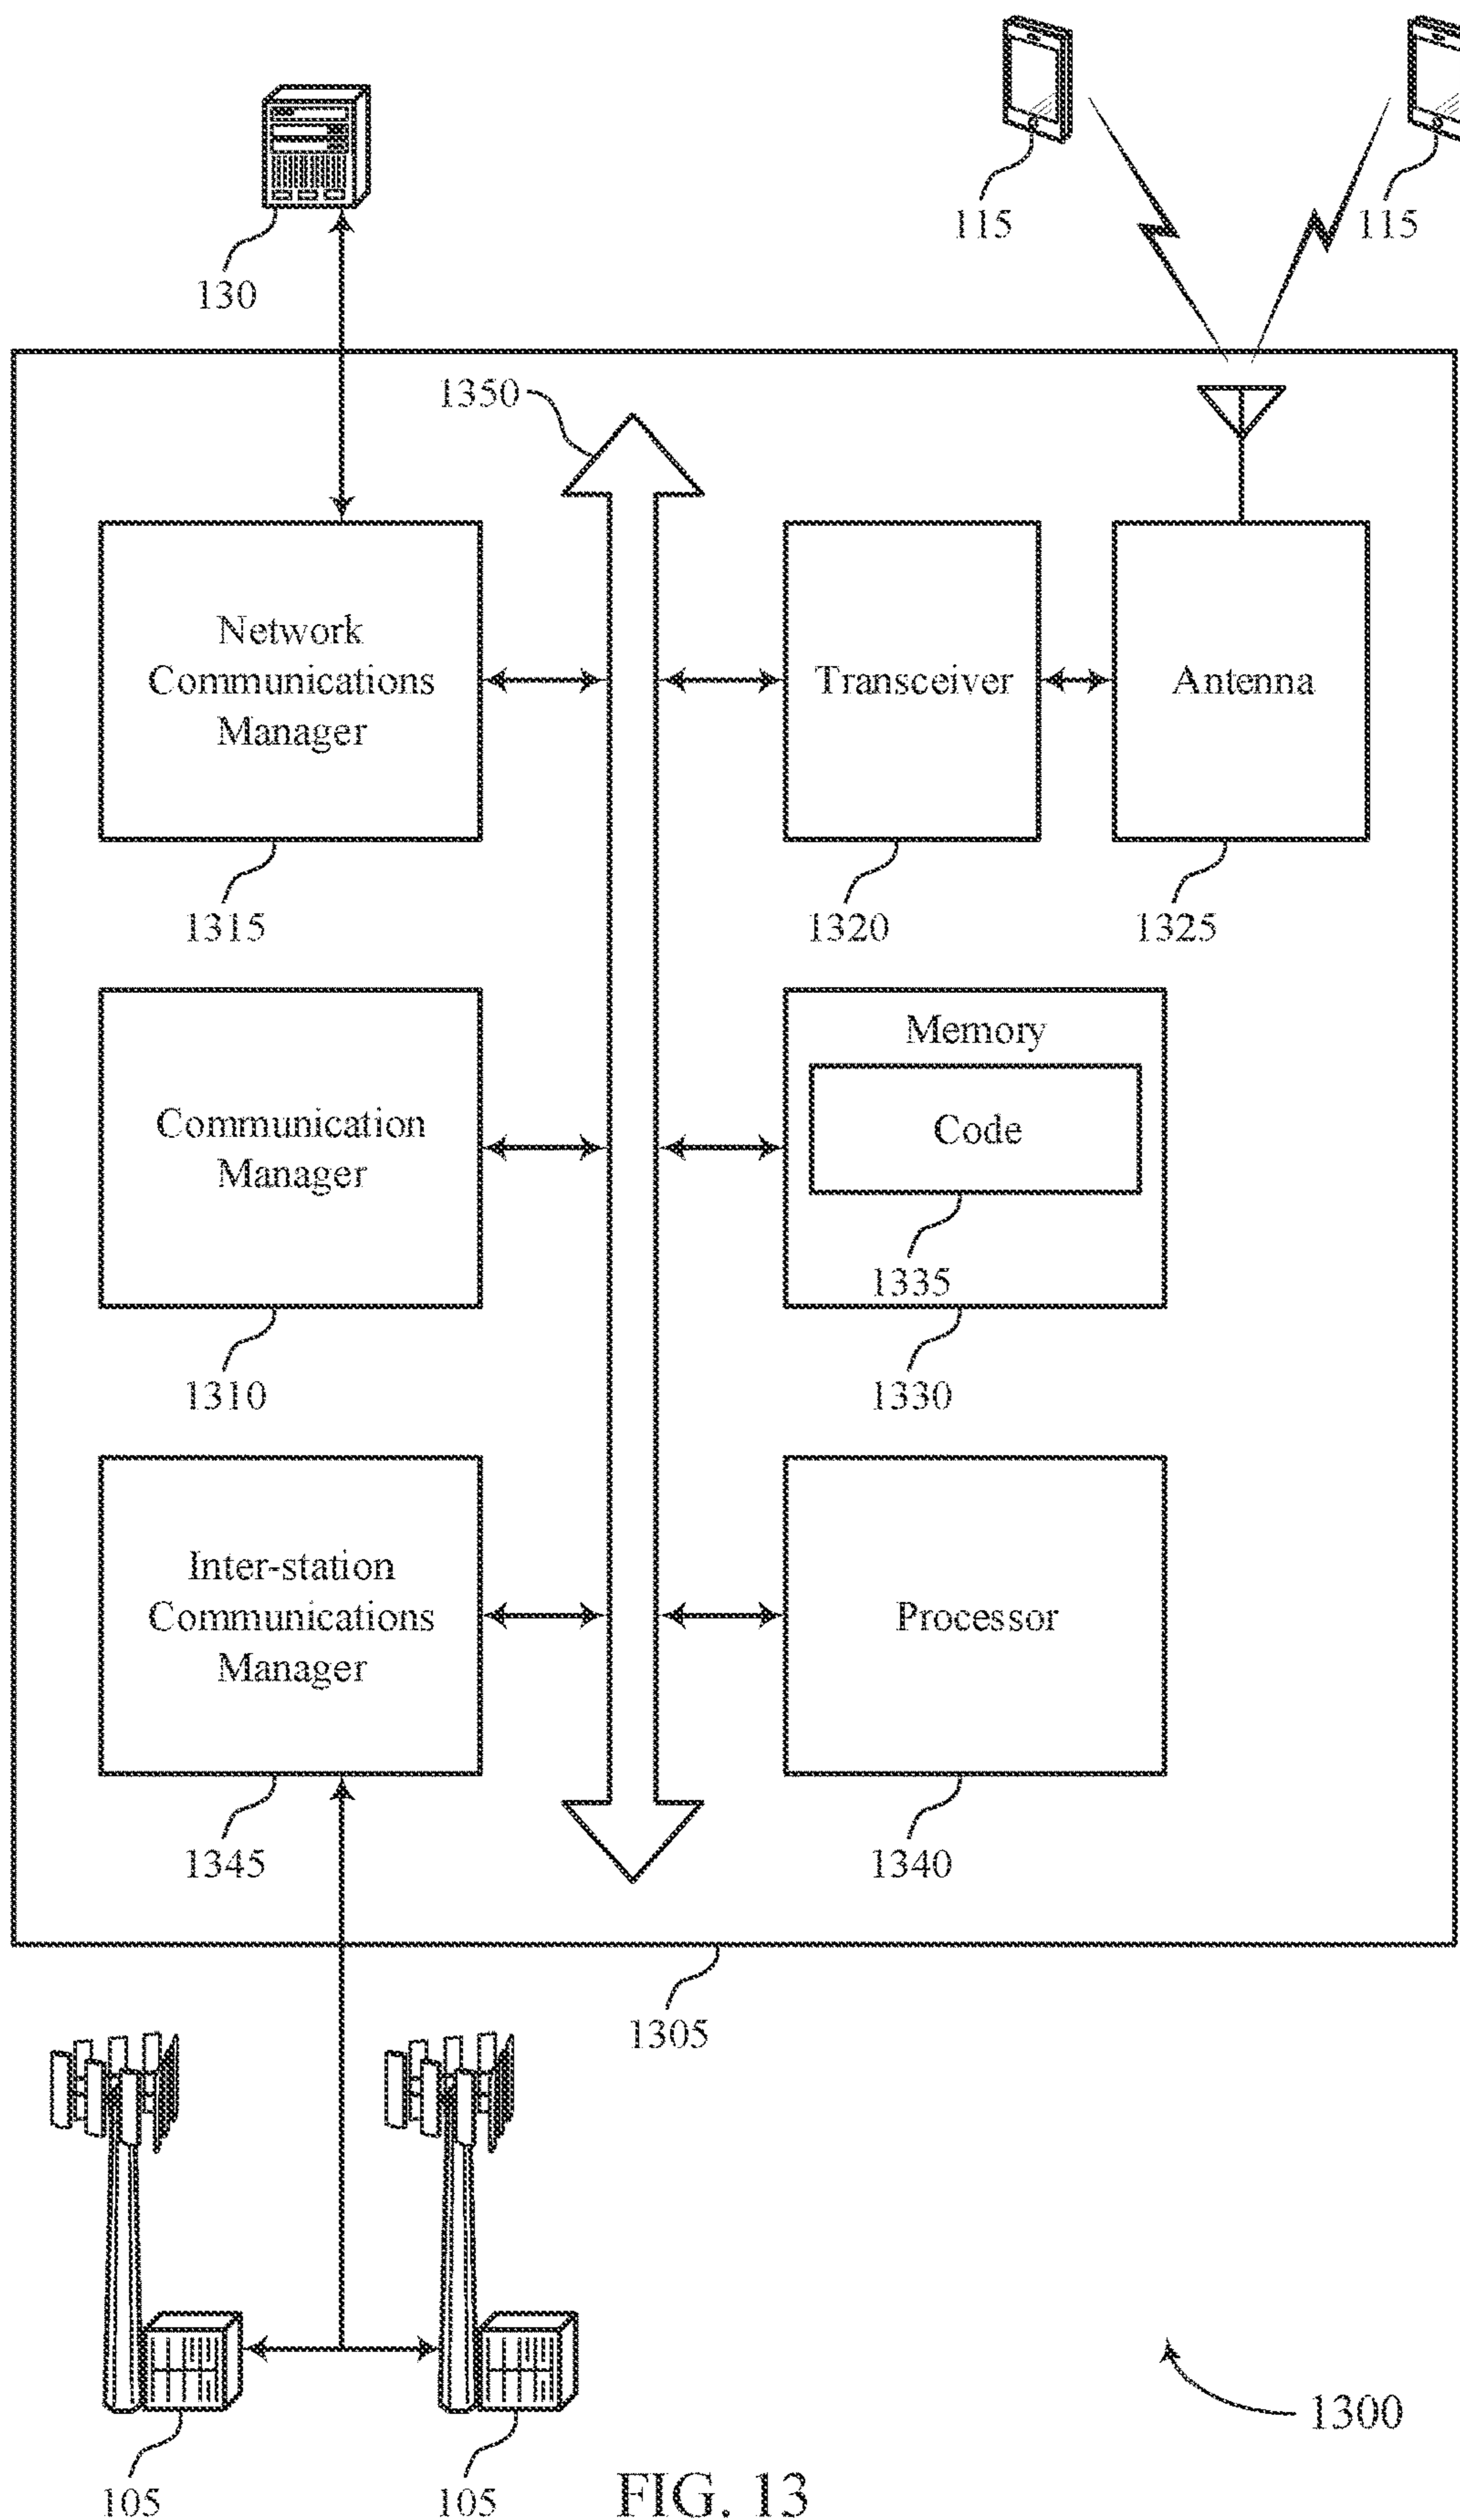 115
115
130
1350
Network
Communications
Manager
Transceiver
Antenna
1315
1320
1325
Memory
Communication
Manager
Code
1335
1310
1330
Inter-station
Communications
Manager
Processor
1345
1340
1305
1300
105
105
FIG. 13